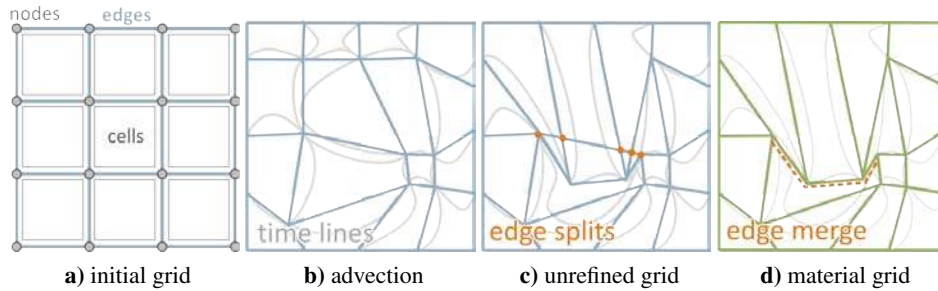 nodes edges
cells
time lines
edge splits
edge merge
a) initial grid
b) advection
c) unrefined grid
d) material grid